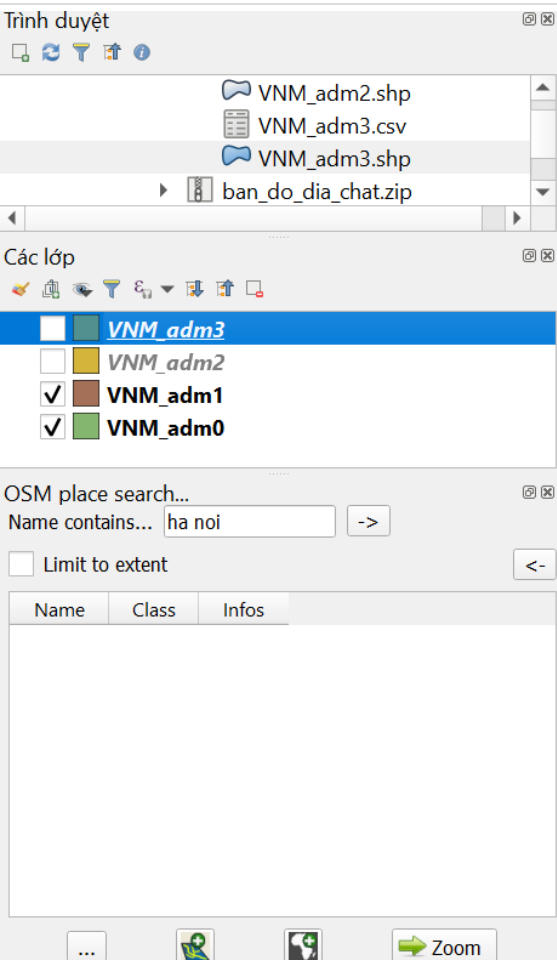 Trình duyệt
VNM_adm2.shp
VNM_adm3.csv
VNM_adm3.shp
ban_do_dia_chat.zip
Các lớp
VNM_adm3
VNM_adm2
VNM_adm1
VNM_adm0
OSM place search...
Name contains... ha noi ->
Limit to extent <-
Name Class Infos
... Zoom